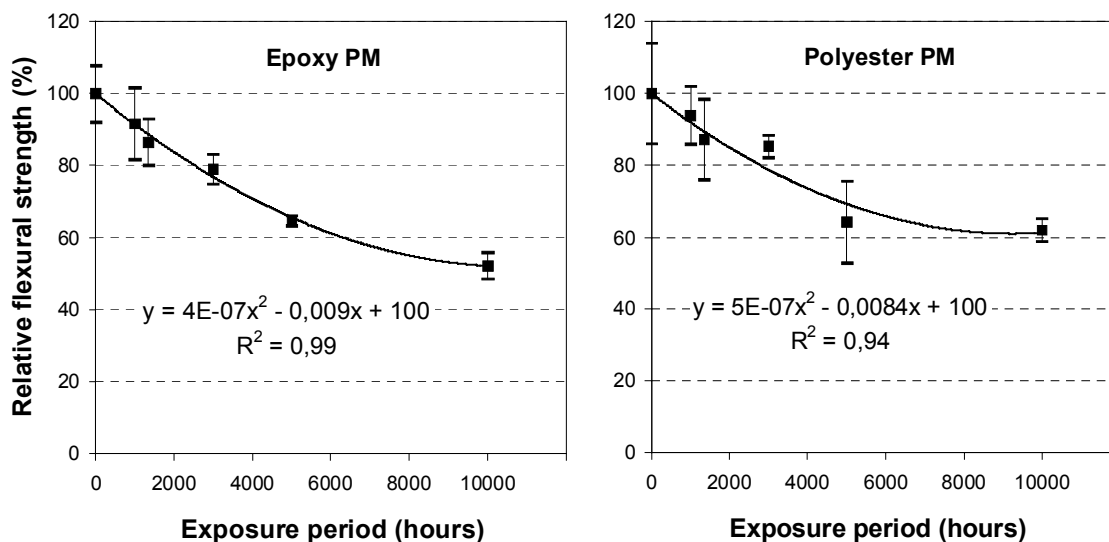 Relative flexural strength (%)
120
100
80
60
40
20
0
Epoxy PM
y = 4E-07x² - 0,009x + 100
R² = 0,99
0 2000 4000 6000 8000 10000
Exposure period (hours)
120
100
80
60
40
20
0
Polyester PM
y = 5E-07x² - 0,0084x + 100
R² = 0,94
0 2000 4000 6000 8000 10000
Exposure period (hours)